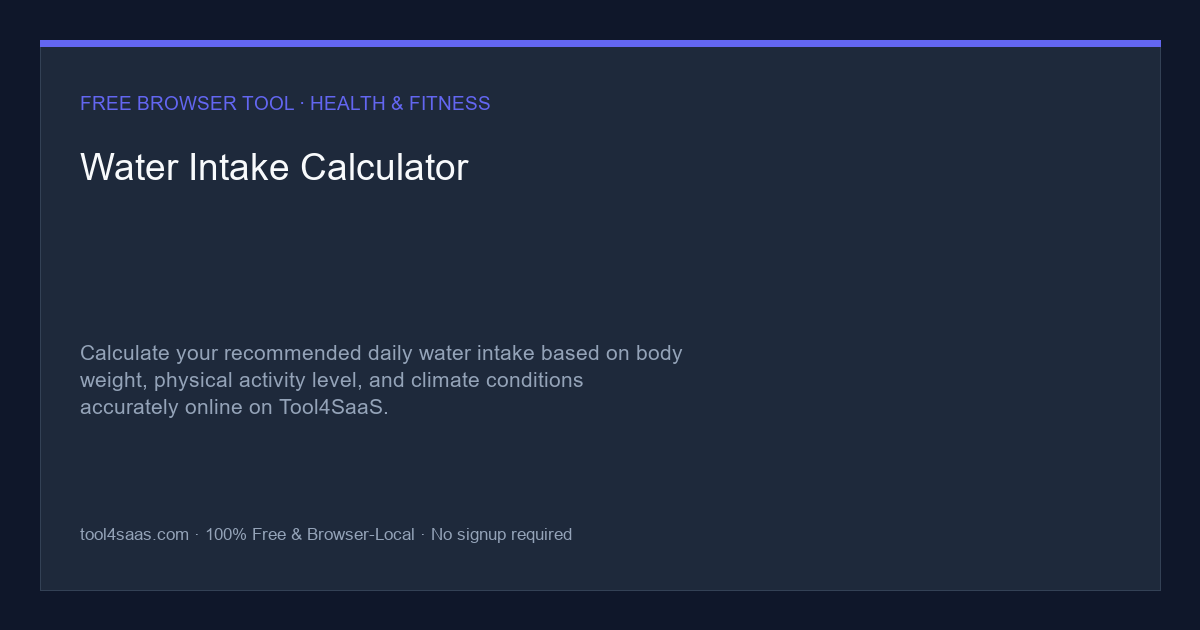 FREE BROWSER TOOL · HEALTH & FITNESS
Water Intake Calculator
Calculate your recommended daily water intake based on body
weight, physical activity level, and climate conditions
accurately online on Tool4SaaS.
tool4saas.com · 100% Free & Browser-Local · No signup required